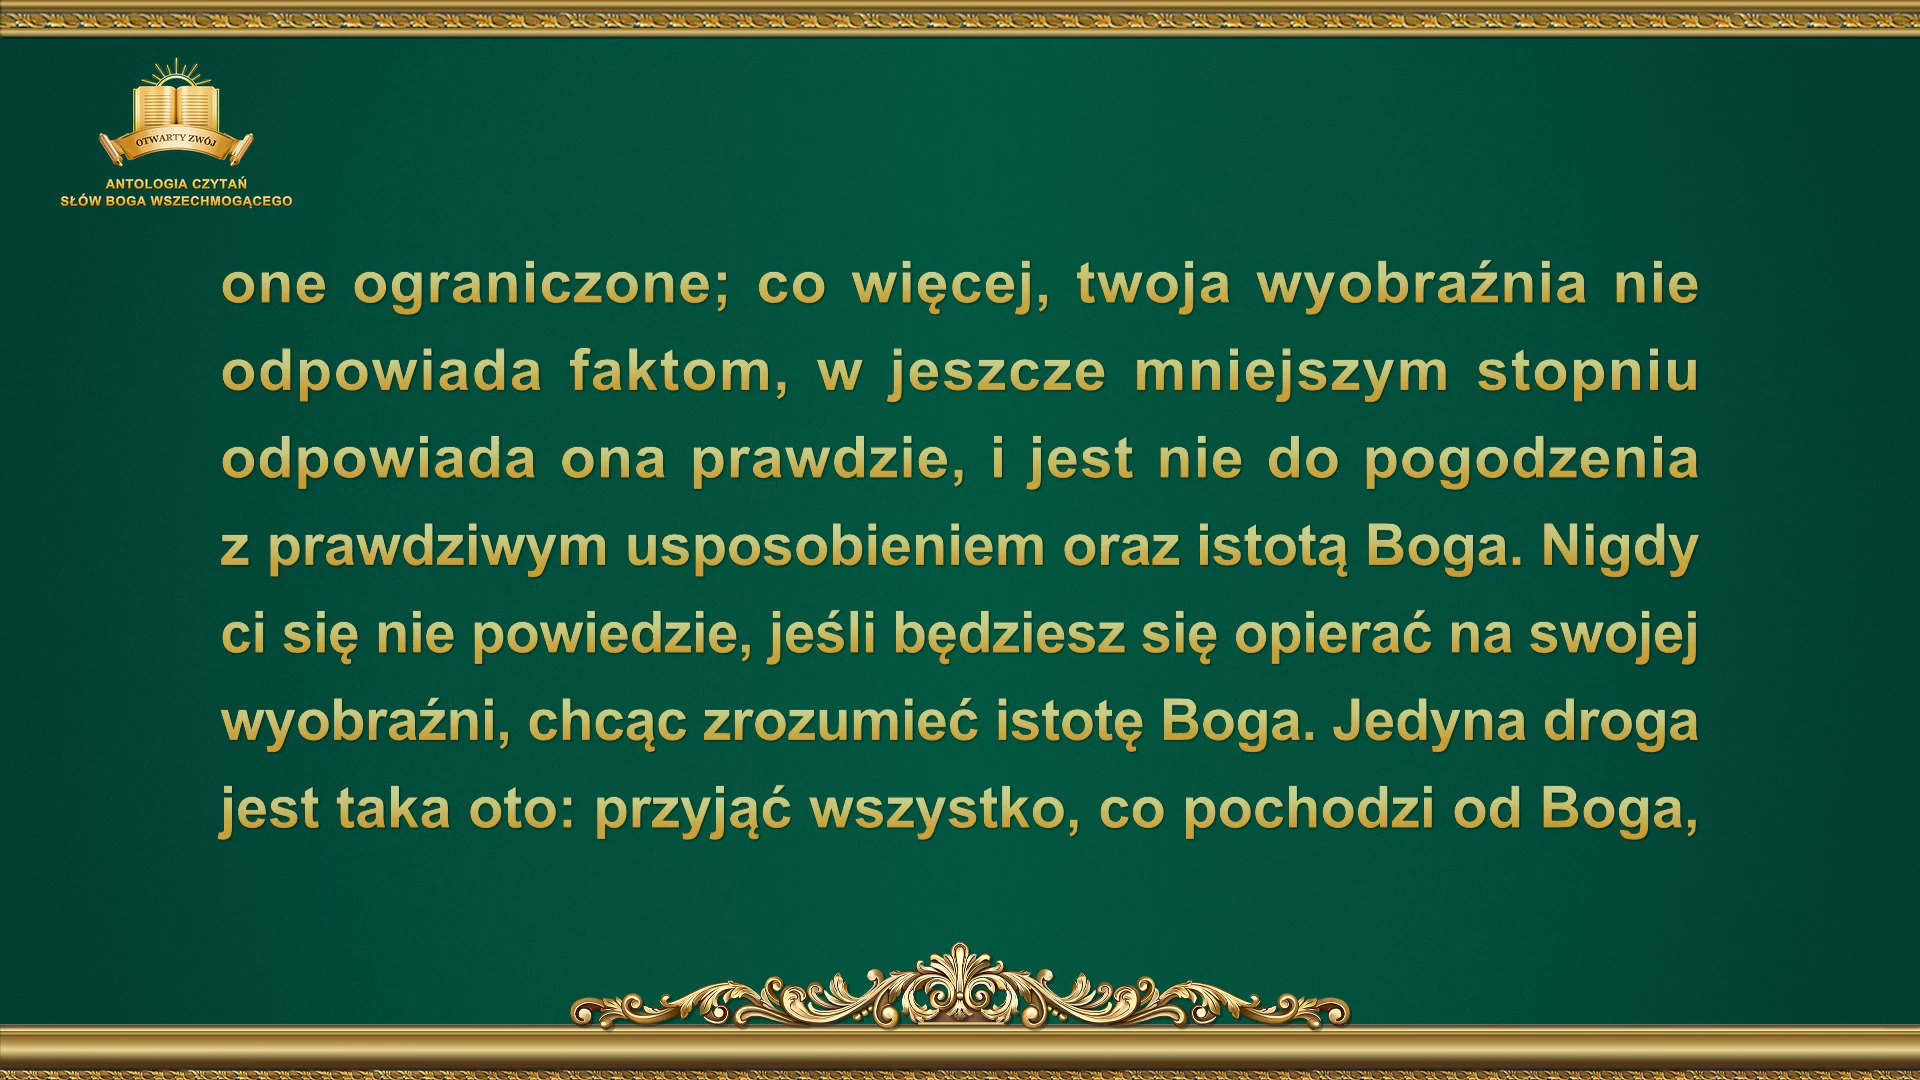 OTWARTY ZWÓJ
ANTOLOGIA CZYTAŃ
SŁÓW BOGA WSZECHMOGĄCEGO
one ograniczone; co więcej, twoja wyobraźnia nie
odpowiada faktom, w jeszcze mniejszym stopniu
odpowiada ona prawdzie, i jest nie do pogodzenia
z prawdziwym usposobieniem oraz istotą Boga. Nigdy
ci się nie powiedzie, jeśli będziesz się opierać na swojej
wyobraźni, chcąc zrozumieć istotę Boga. Jedyna droga
jest taka oto: przyjąć wszystko, co pochodzi od Boga,